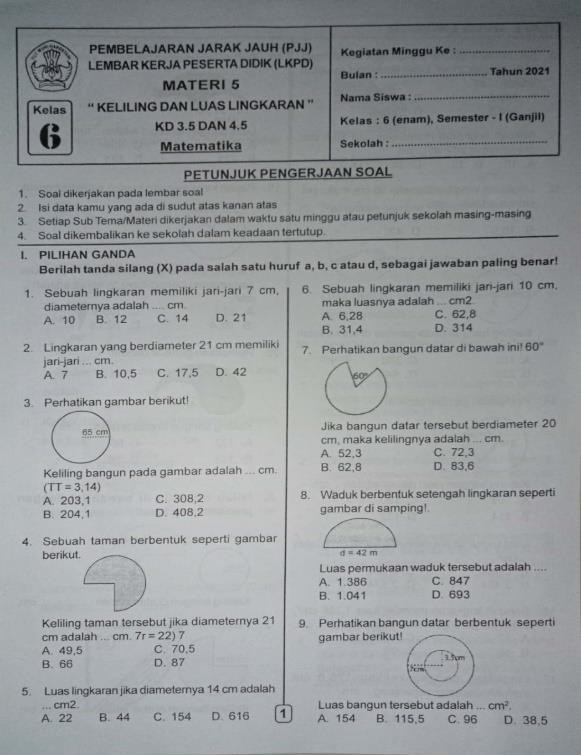 PEMBELAJARAN JARAK JAUH (PJJ)
LEMBAR KERJA PESERTA DIDIK (LKPD)
MATERI 5
Kelas
6
“ KELILING DAN LUAS LINGKARAN ”
KD 3.5 DAN 4.5
Matematika
Kegiatan Minggu Ke : ........................
Bulan : ............................ Tahun 2021
Nama Siswa : ....................................
Kelas : 6 (enam), Semester - I (Ganjil)
Sekolah : .........................................
PETUNJUK PENGERJAAN SOAL
1. Soal dikerjakan pada lembar soal
2. Isi data kamu yang ada di sudut atas kanan atas
3. Setiap Sub Tema/Materi dikerjakan dalam waktu satu minggu atau petunjuk sekolah masing-masing
4. Soal dikembalikan ke sekolah dalam keadaan tertutup.
I. PILIHAN GANDA
Berilah tanda silang (X) pada salah satu huruf a, b, c atau d, sebagai jawaban paling benar!
1. Sebuah lingkaran memiliki jari-jari 7 cm,
diameternya adalah .... cm.
A. 10 B. 12 C. 14 D. 21
2. Lingkaran yang berdiameter 21 cm memiliki
jari-jari ... cm.
A. 7 B. 10,5 C. 17,5 D. 42
3. Perhatikan gambar berikut!
65 cm
Keliling bangun pada gambar adalah ... cm.
(TT = 3,14)
A. 203,1 C. 308,2
B. 204,1 D. 408,2
4. Sebuah taman berbentuk seperti gambar
berikut.
Keliling taman tersebut jika diameternya 21
cm adalah ... cm. 7r = 22) 7
A. 49,5 C. 70,5
B. 66 D. 87
5. Luas lingkaran jika diameternya 14 cm adalah
... cm2.
A. 22 B. 44 C. 154 D. 616
1
6. Sebuah lingkaran memiliki jari-jari 10 cm,
maka luasnya adalah ... cm2.
A. 6,28 C. 62,8
B. 31,4 D. 314
7. Perhatikan bangun datar di bawah ini! 60°
60°
Jika bangun datar tersebut berdiameter 20
cm, maka kelilingnya adalah ... cm.
A. 52,3 C. 72,3
B. 62,8 D. 83,6
8. Waduk berbentuk setengah lingkaran seperti
gambar di samping!.
d = 42 m
Luas permukaan waduk tersebut adalah ....
A. 1.386 C. 847
B. 1.041 D. 693
9. Perhatikan bangun datar berbentuk seperti
gambar berikut!
3,5cm
7cm
Luas bangun tersebut adalah ... cm².
A. 154 B. 115,5 C. 96 D. 38,5